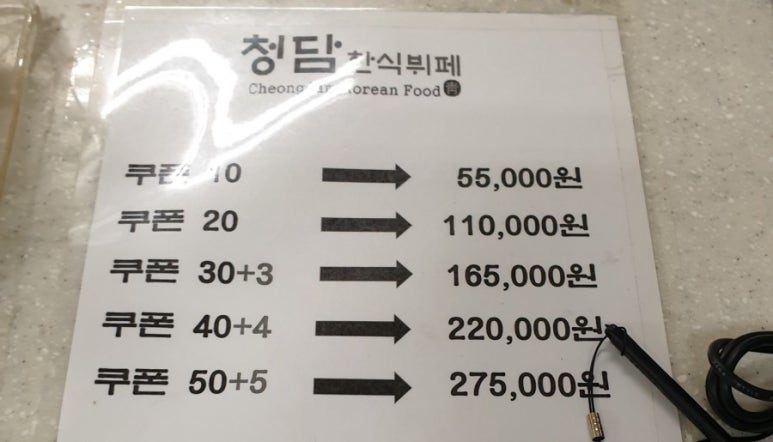 청담 한식뷔페
Korean Food
쿠폰 10 55,000원
쿠폰 20 110,000원
쿠폰 30+3 165,000원
쿠폰 40+4 220,000원
쿠폰 50+5 275,000원